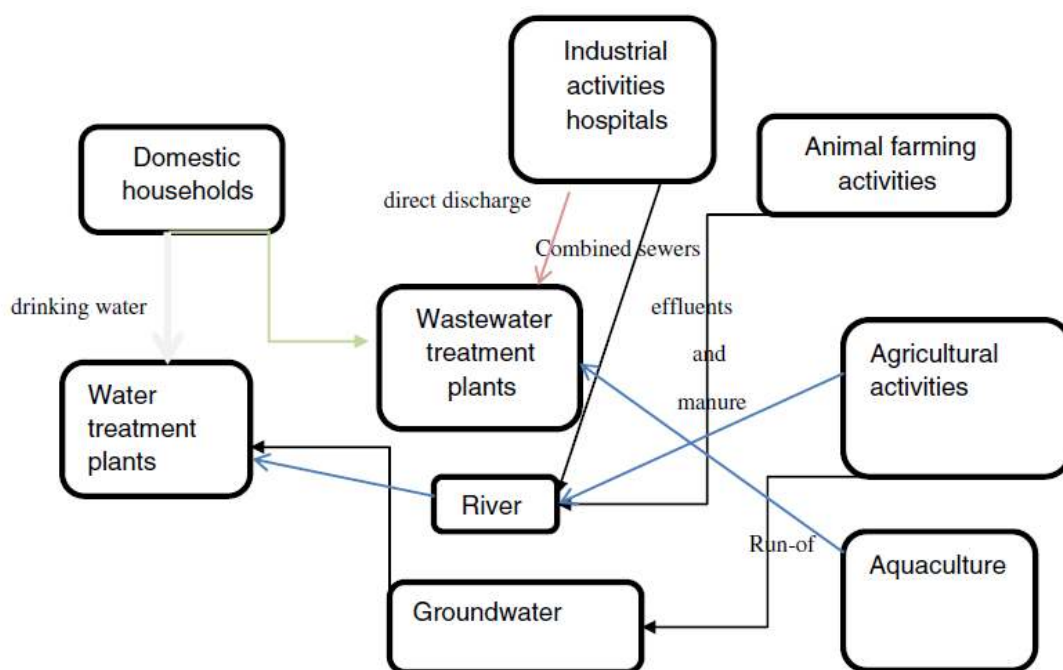 Industrial
activities
hospitals
Domestic
households
Animal farming
activities
direct discharge
Combined sewers
drinking water
Wastewater
treatment
plants
effluents
and
manure
Agricultural
activities
Water
treatment
plants
River
Run-of
Aquaculture
Groundwater